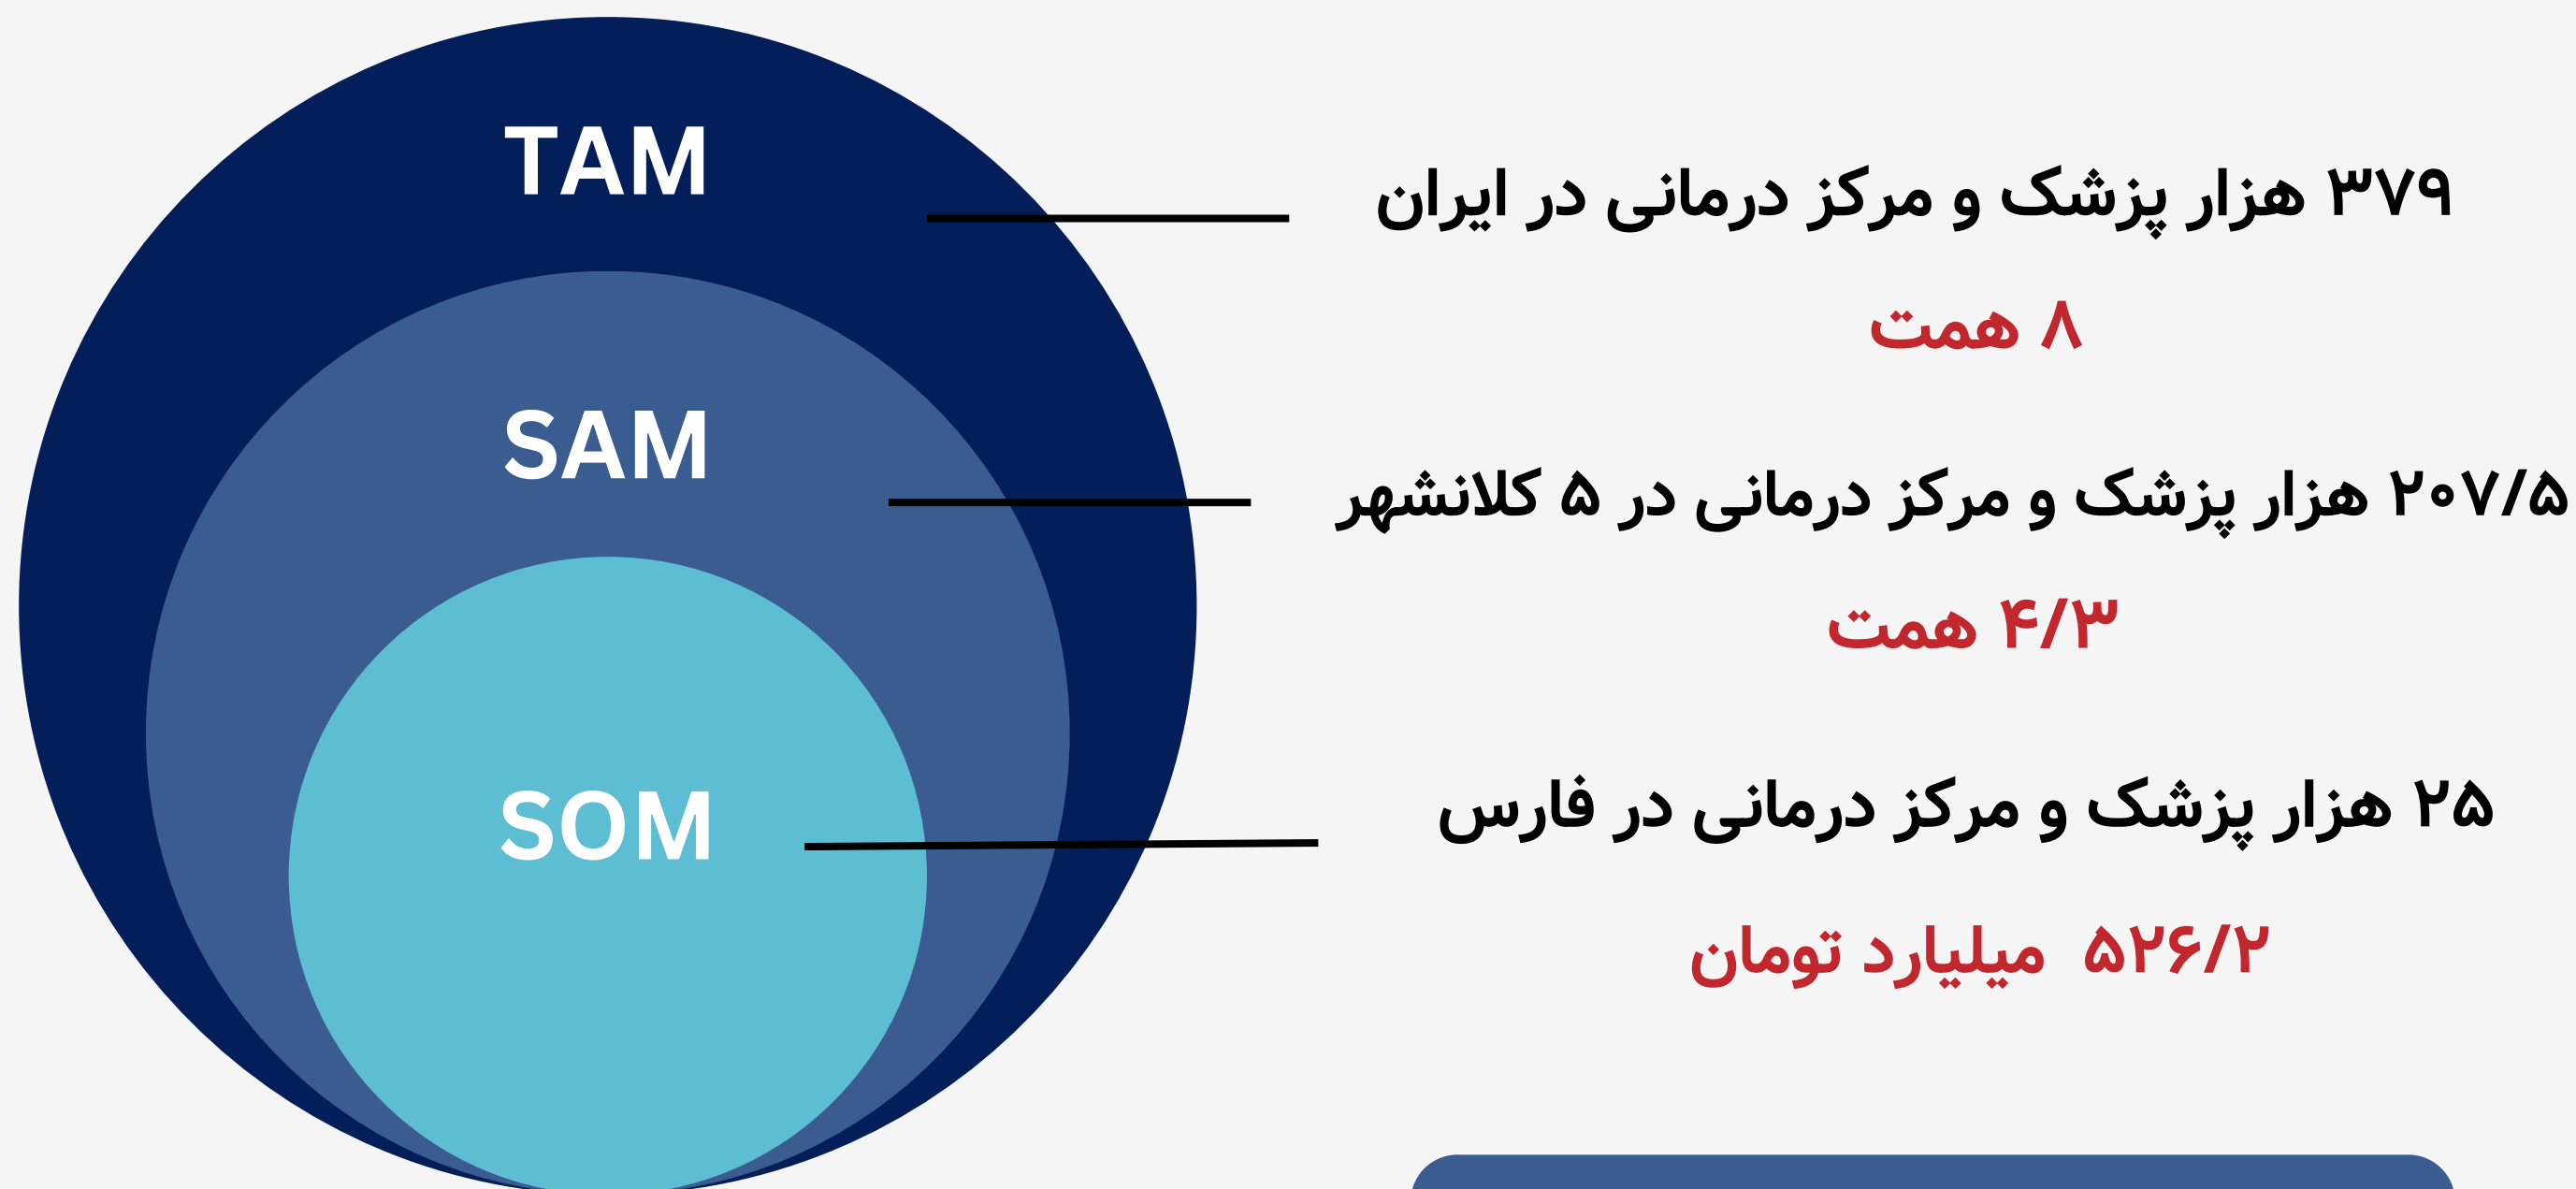 TAM
۳۷۹ هزار پزشک و مرکز درمانی در ایران
۸ همت
SAM
۲۰۷/۵ هزار پزشک و مرکز درمانی در ۵ کلانشهر
۴/۳ همت
SOM
۲۵ هزار پزشک و مرکز درمانی در فارس
۵۲۶/۲ میلیارد تومان